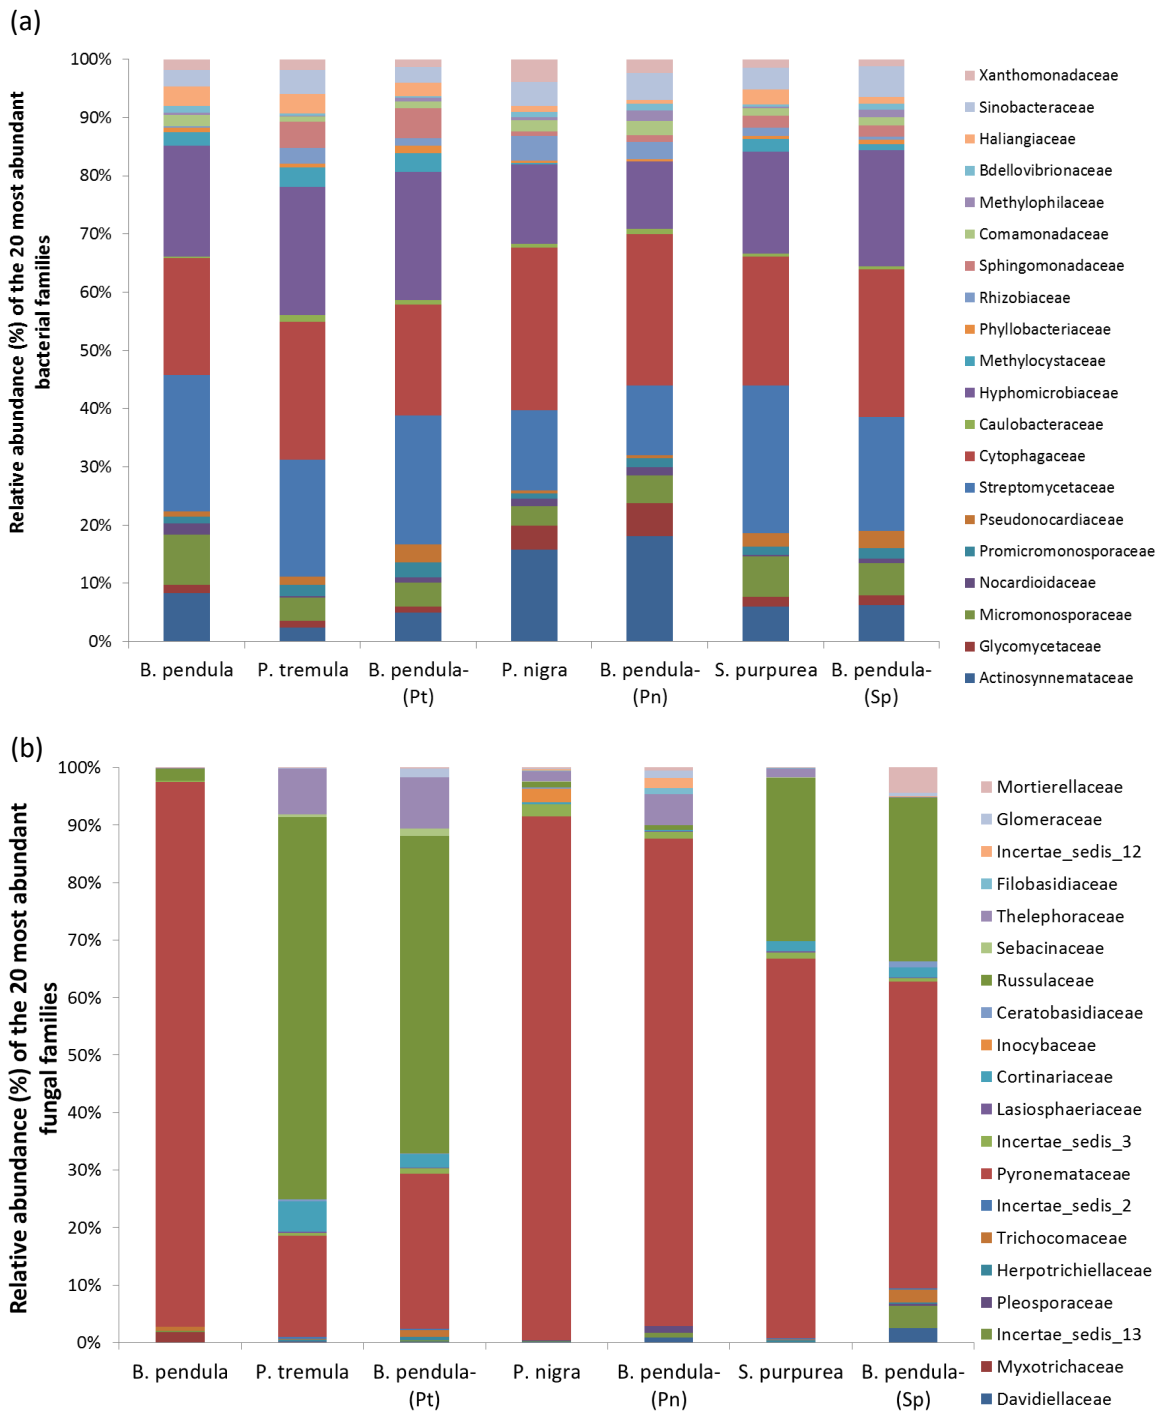 (a)
Relative abundance (%) of the 20 most abundant
bacterial families
100%
90%
80%
70%
60%
50%
40%
30%
20%
10%
0%
B. pendula
P. tremula
B. pendula-
(Pt)
P. nigra
B. pendula-
(Pn)
S. purpurea
B. pendula-
(Sp)
Xanthomonadaceae
Sinobacteraceae
Haliangiaceae
Bdellovibrionaceae
Methylophilaceae
Comamonadaceae
Sphingomonadaceae
Rhizobiaceae
Phyllobacteriaceae
Methylocystaceae
Hyphomicrobiaceae
Caulobacteraceae
Cytophagaceae
Streptomycetaceae
Pseudonocardiaceae
Promicromonosporaceae
Nocardioidaceae
Micromonosporaceae
Glycomycetaceae
Actinosynnemataceae
(b)
Relative abundance (%) of the 20 most abundant
fungal families
100%
90%
80%
70%
60%
50%
40%
30%
20%
10%
0%
B. pendula
P. tremula
B. pendula-
(Pt)
P. nigra
B. pendula-
(Pn)
S. purpurea
B. pendula-
(Sp)
Mortierellaceae
Glomeraceae
Incertae_sedis_12
Filobasidiaceae
Thelephoraceae
Sebacinaceae
Russulaceae
Ceratobasidiaceae
Inocybaceae
Cortinariaceae
Lasiosphaeriaceae
Incertae_sedis_3
Pyronemataceae
Incertae_sedis_2
Trichocomaceae
Herpotrichiellaceae
Pleosporaceae
Incertae_sedis_13
Myxotrichaceae
Davidiellaceae